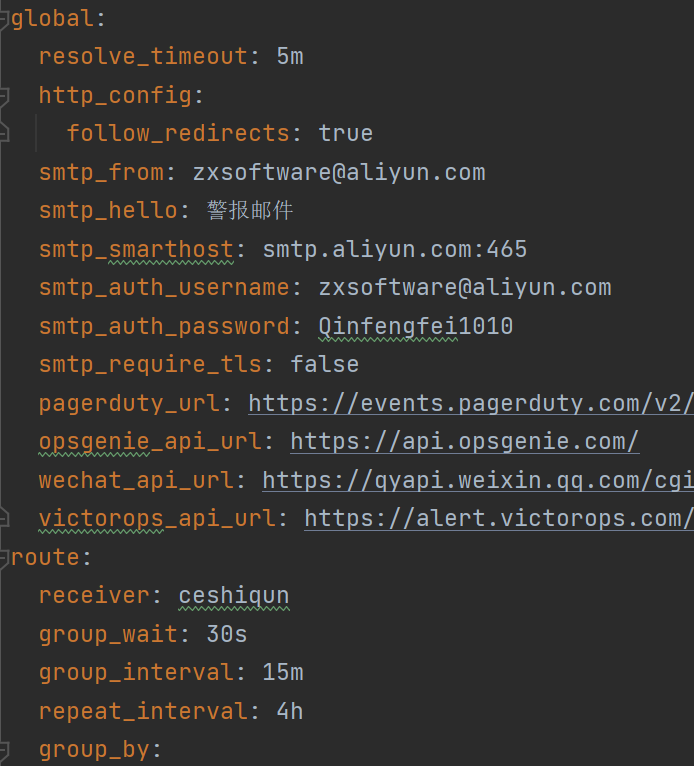 global:
resolve_timeout: 5m
http_config:
follow_redirects: true
smtp_from: zxsoftware@aliyun.com
smtp_hello: 警报邮件
smtp_smarthost: smtp.aliyun.com:465
smtp_auth_username: zxsoftware@aliyun.com
smtp_auth_password: Qinfengfei1010
smtp_require_tls: false
pagerduty_url: https://events.pagerduty.com/v2/
opsgenie_api_url: https://api.opsgenie.com/
wechat_api_url: https://qyapi.weixin.qq.com/cgi
victorops_api_url: https://alert.victorops.com/
route:
receiver: ceshiqun
group_wait: 30s
group_interval: 15m
repeat_interval: 4h
group_by: